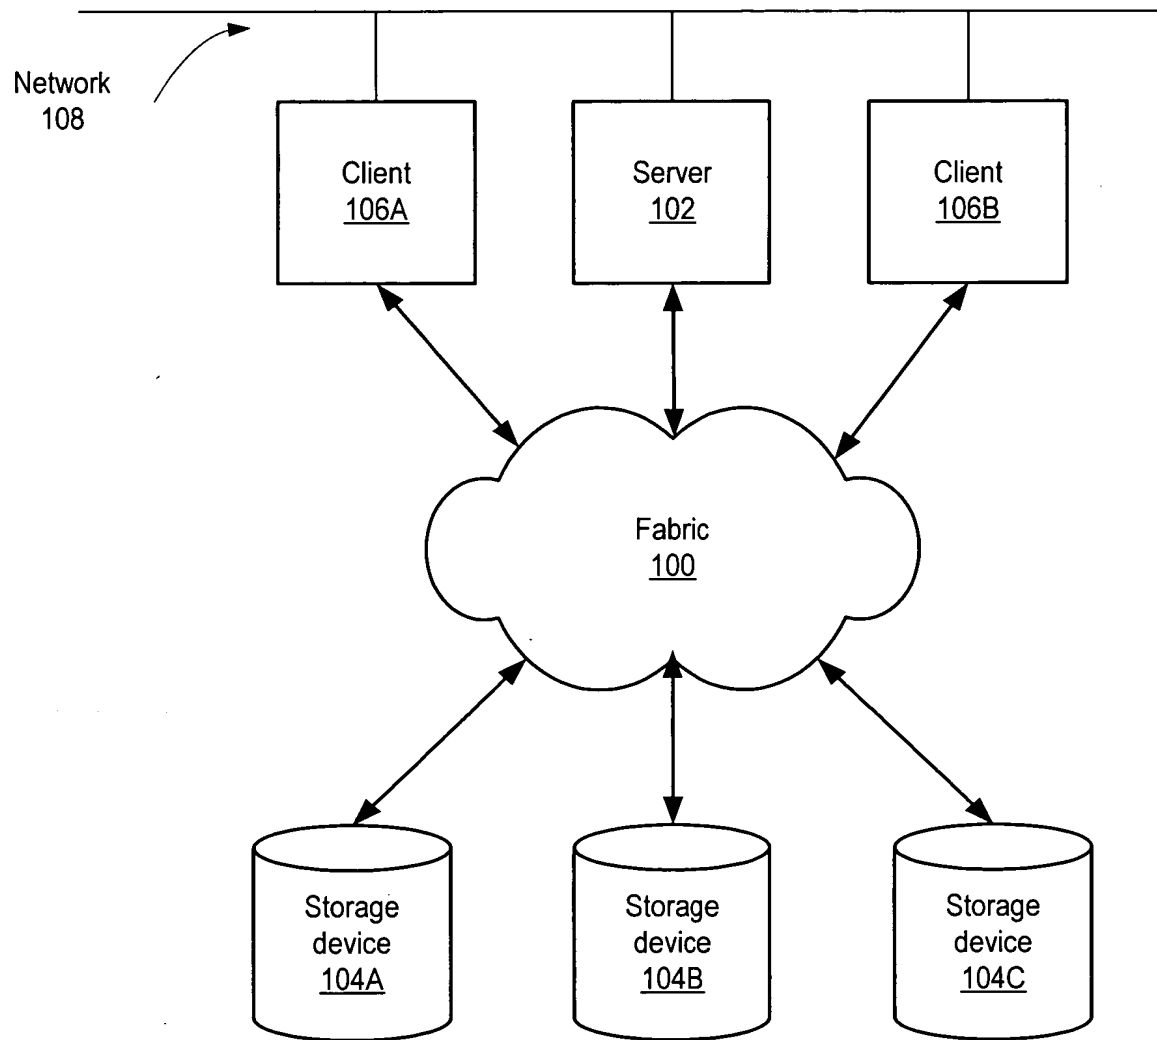 Network
108
Client
106A
Server
102
Client
106B
Fabric
100
Storage
device
104A
Storage
device
104B
Storage
device
104C